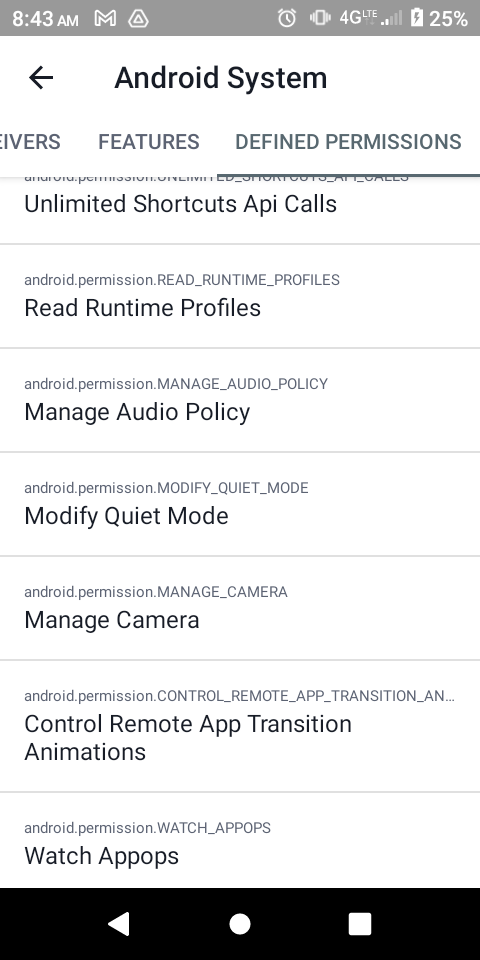 8:43 AM 4G LTE 25%
Android System
EIVERS FEATURES DEFINED PERMISSIONS
android.permission.UNLIMITED_SHORTCUTS_API_CALLS
Unlimited Shortcuts Api Calls
android.permission.READ_RUNTIME_PROFILES
Read Runtime Profiles
android.permission.MANAGE_AUDIO_POLICY
Manage Audio Policy
android.permission.MODIFY_QUIET_MODE
Modify Quiet Mode
android.permission.MANAGE_CAMERA
Manage Camera
android.permission.CONTROL_REMOTE_APP_TRANSITION_AN...
Control Remote App Transition
Animations
android.permission.WATCH_APPOPS
Watch Appops